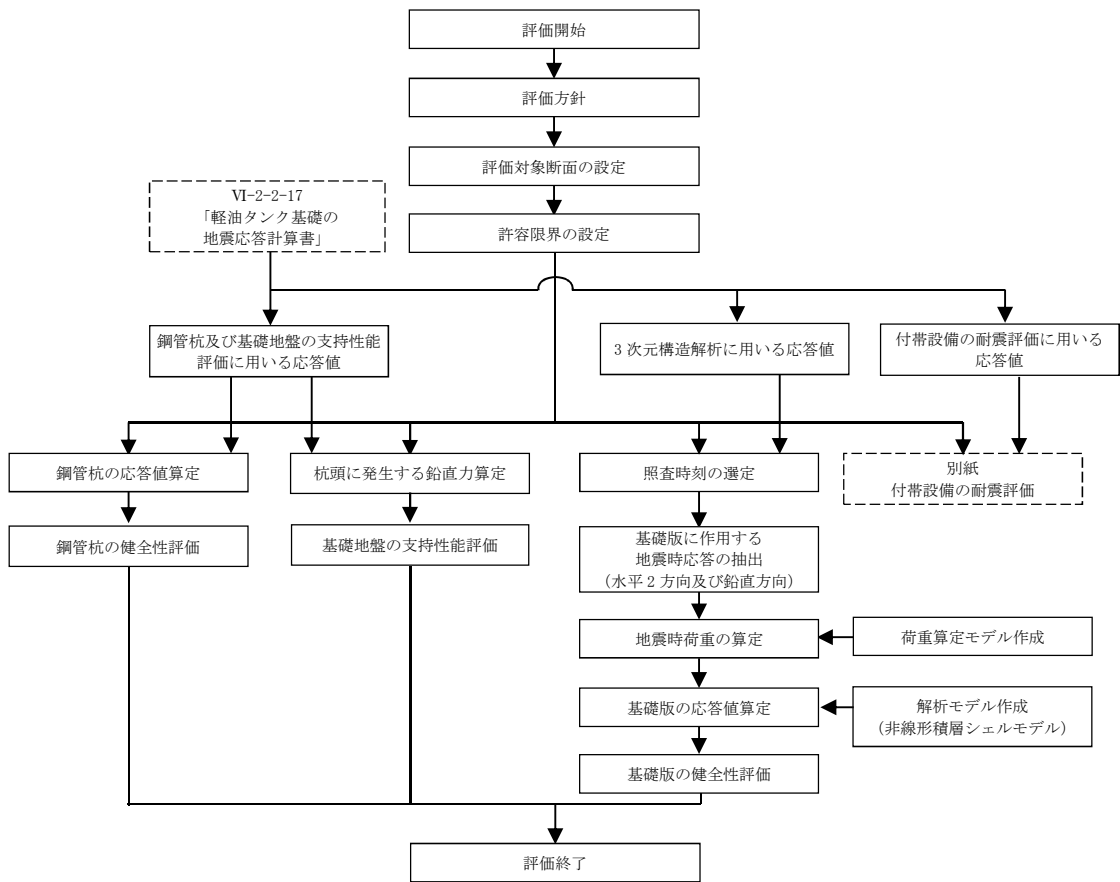 評価開始
評価方針
評価対象断面の設定
Ⅵ-2-2-17
「軽油タンク基礎の
地震応答計算書」
許容限界の設定
鋼管杭及び基礎地盤の支持性能
評価に用いる応答値
3 次元構造解析に用いる応答値
付帯設備の耐震評価に用いる
応答値
鋼管杭の応答値算定
杭頭に発生する鉛直力算定
照査時刻の選定
別紙
付帯設備の耐震評価
鋼管杭の健全性評価
基礎地盤の支持性能評価
基礎版に作用する
地震時応答の抽出
(水平 2 方向及び鉛直方向)
地震時荷重の算定
荷重算定モデル作成
基礎版の応答値算定
解析モデル作成
(非線形積層シェルモデル)
基礎版の健全性評価
評価終了